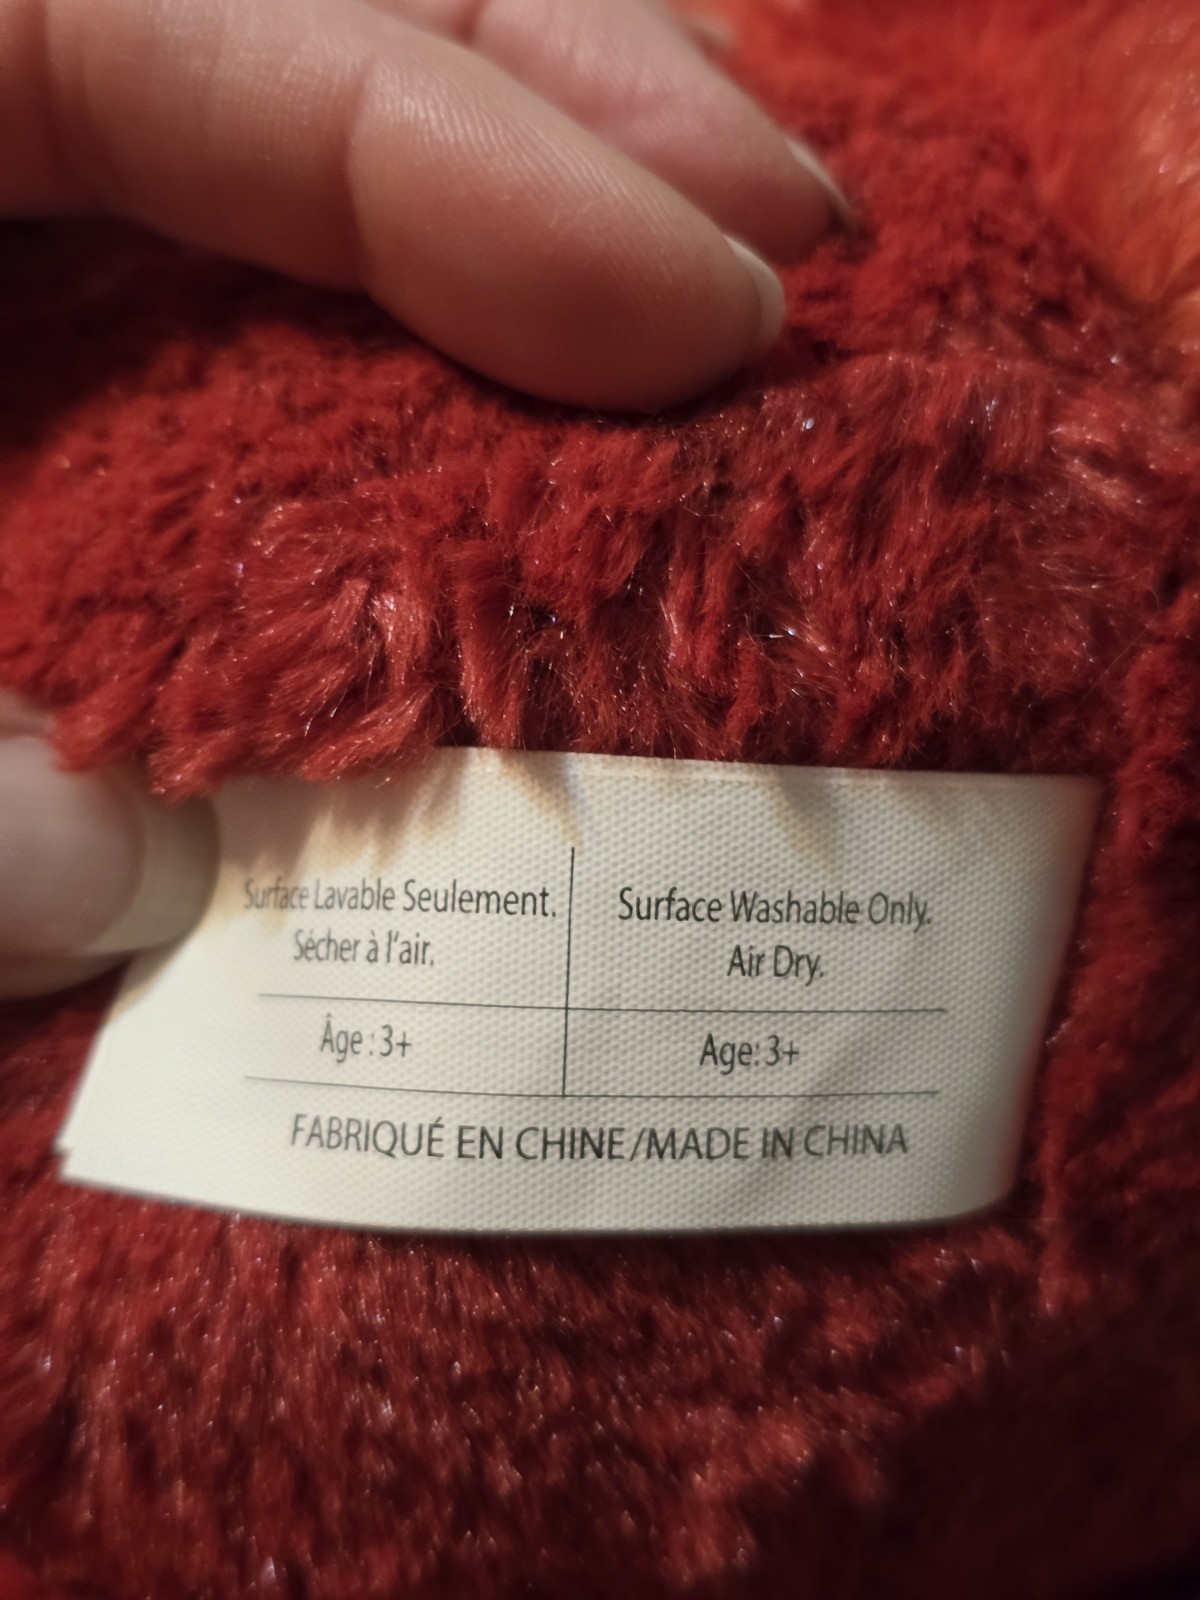 Surface Lavable Seulement.
Sécher à l'air.
Surface Washable Only.
Air Dry.
Âge : 3+
Age: 3+
FABRIQUÉ EN CHINE/MADE IN CHINA